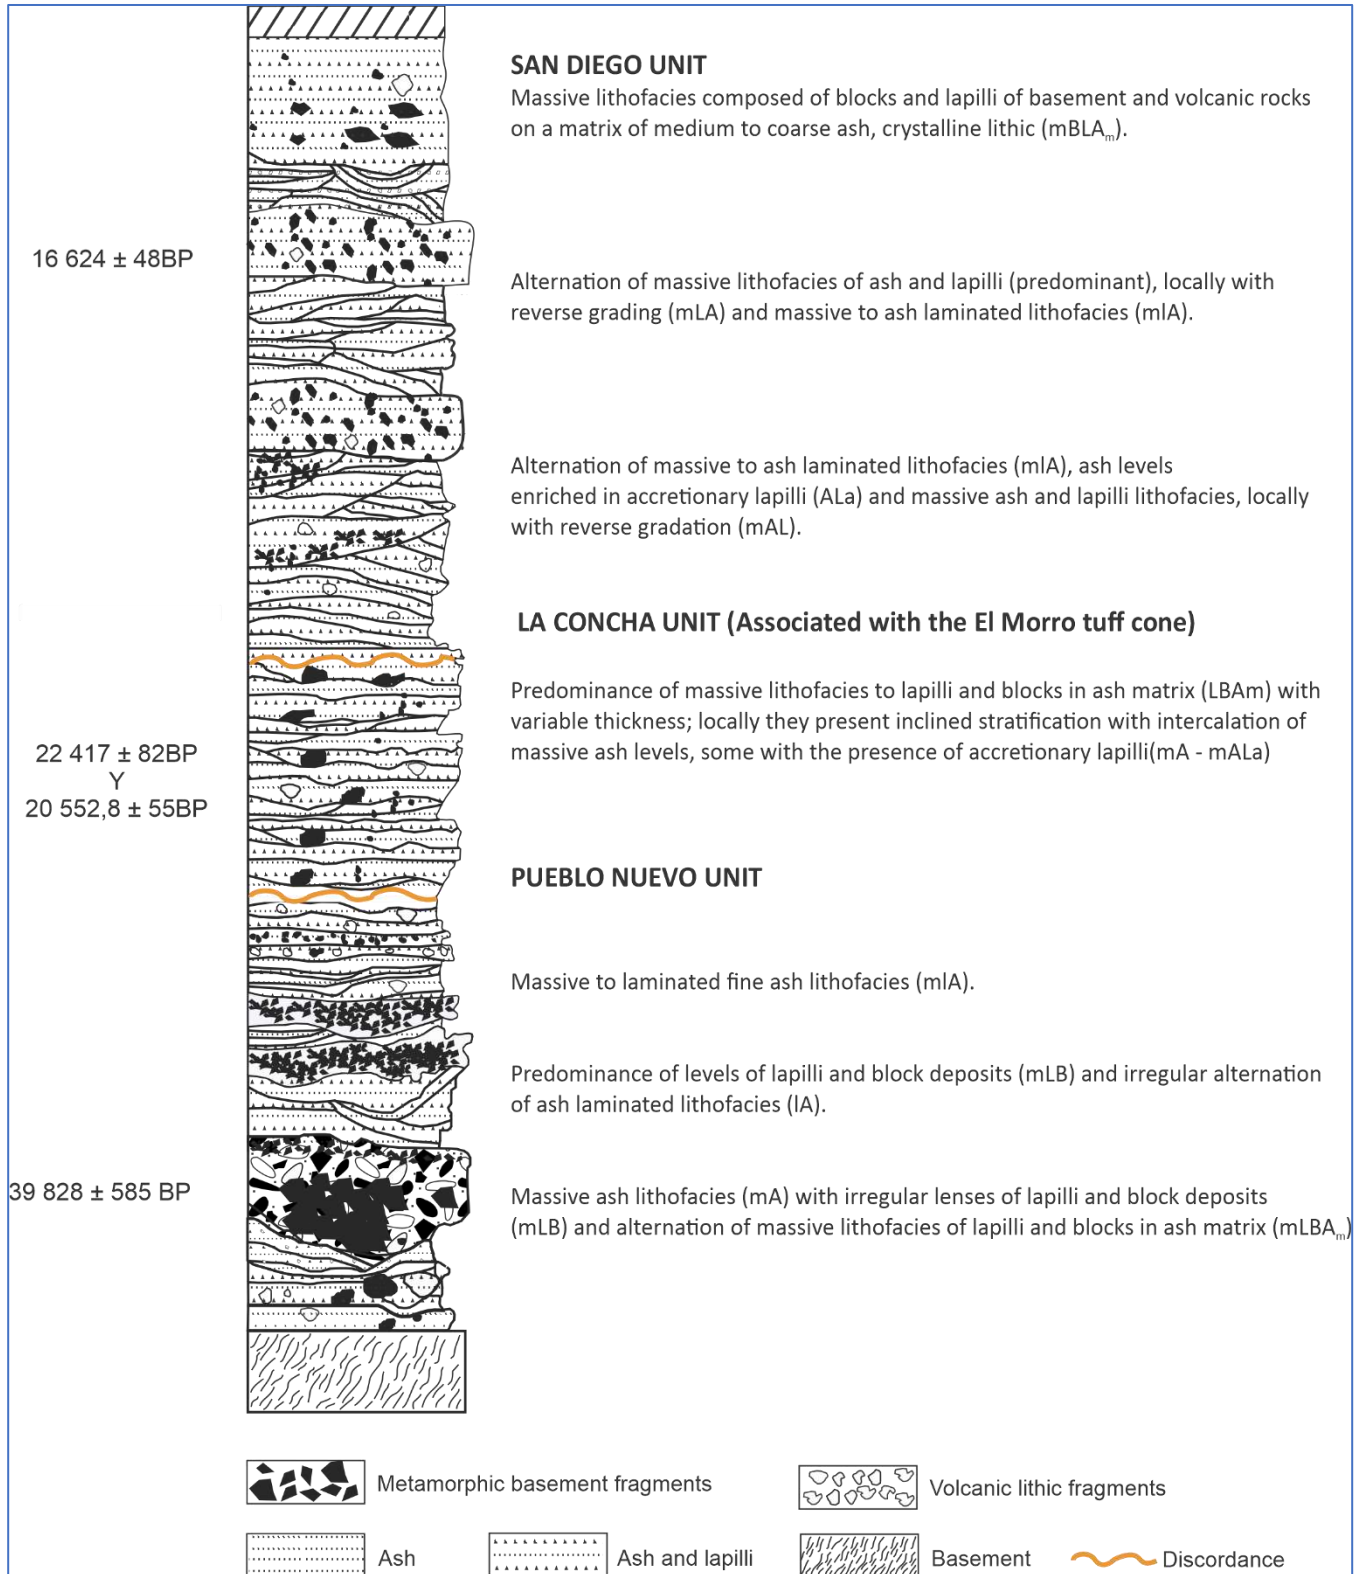 SAN DIEGO UNIT
Massive lithofacies composed of blocks and lapilli of basement and volcanic rocks
on a matrix of medium to coarse ash, crystalline lithic (mBLAm).
16 624 ± 48BP
Alternation of massive lithofacies of ash and lapilli (predominant), locally with
reverse grading (mLA) and massive to ash laminated lithofacies (mlA).
Alternation of massive to ash laminated lithofacies (mlA), ash levels
enriched in accretionary lapilli (ALa) and massive ash and lapilli lithofacies, locally
with reverse gradation (mAL).
LA CONCHA UNIT (Associated with the El Morro tuff cone)
Predominance of massive lithofacies to lapilli and blocks in ash matrix (LBAm) with
variable thickness; locally they present inclined stratification with intercalation of
massive ash levels, some with the presence of accretionary lapilli(mA - mALa)
22 417 ± 82BP
Y
20 552,8 ± 55BP
PUEBLO NUEVO UNIT
Massive to laminated fine ash lithofacies (mlA).
Predominance of levels of lapilli and block deposits (mLB) and irregular alternation
of ash laminated lithofacies (lA).
39 828 ± 585 BP
Massive ash lithofacies (mA) with irregular lenses of lapilli and block deposits
(mLB) and alternation of massive lithofacies of lapilli and blocks in ash matrix (mLBAm)
Metamorphic basement fragments
Volcanic lithic fragments
Ash
Ash and lapilli
Basement
Discordance